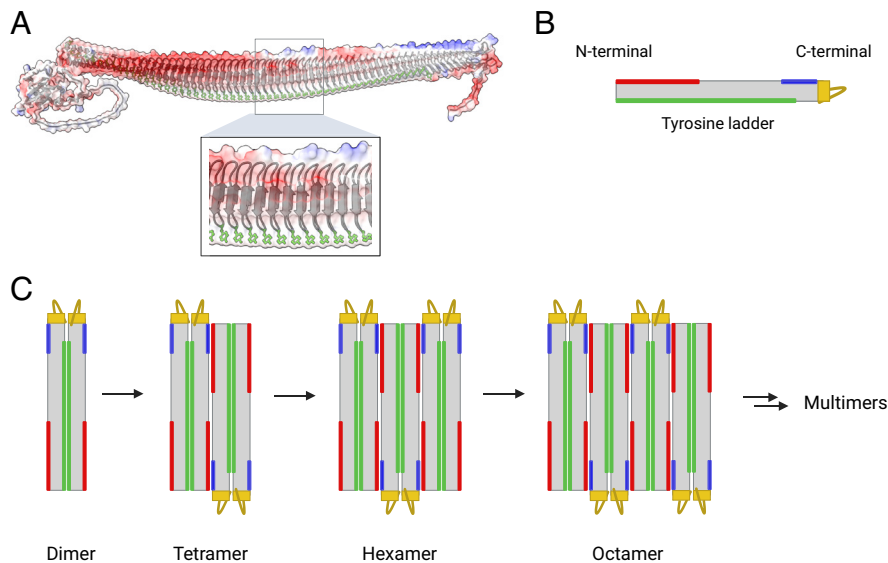 A
B
N-terminal
C-terminal
Tyrosine ladder
C
Multimers
Dimer
Tetramer
Hexamer
Octamer